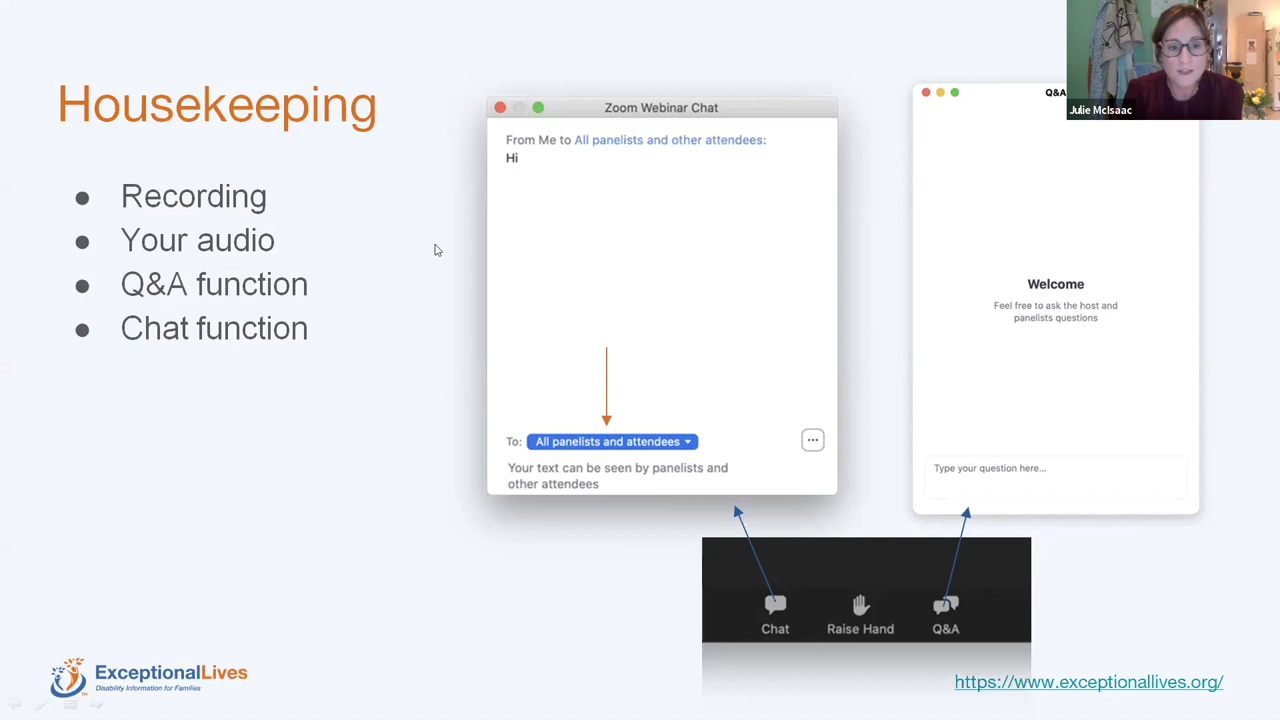 Housekeeping
● Recording
● Your audio
● Q&A function
● Chat function
Zoom Webinar Chat
From Me to All panelists and other attendees:
Hi
To: All panelists and attendees
...
Your text can be seen by panelists and
other attendees
Q&A
Welcome
Feel free to ask the host and
panelists questions
Type your question here...
Julie McIsaac
Chat
Raise Hand
Q&A
ExceptionalLives
Disability Information for Families
https://www.exceptionallives.org/